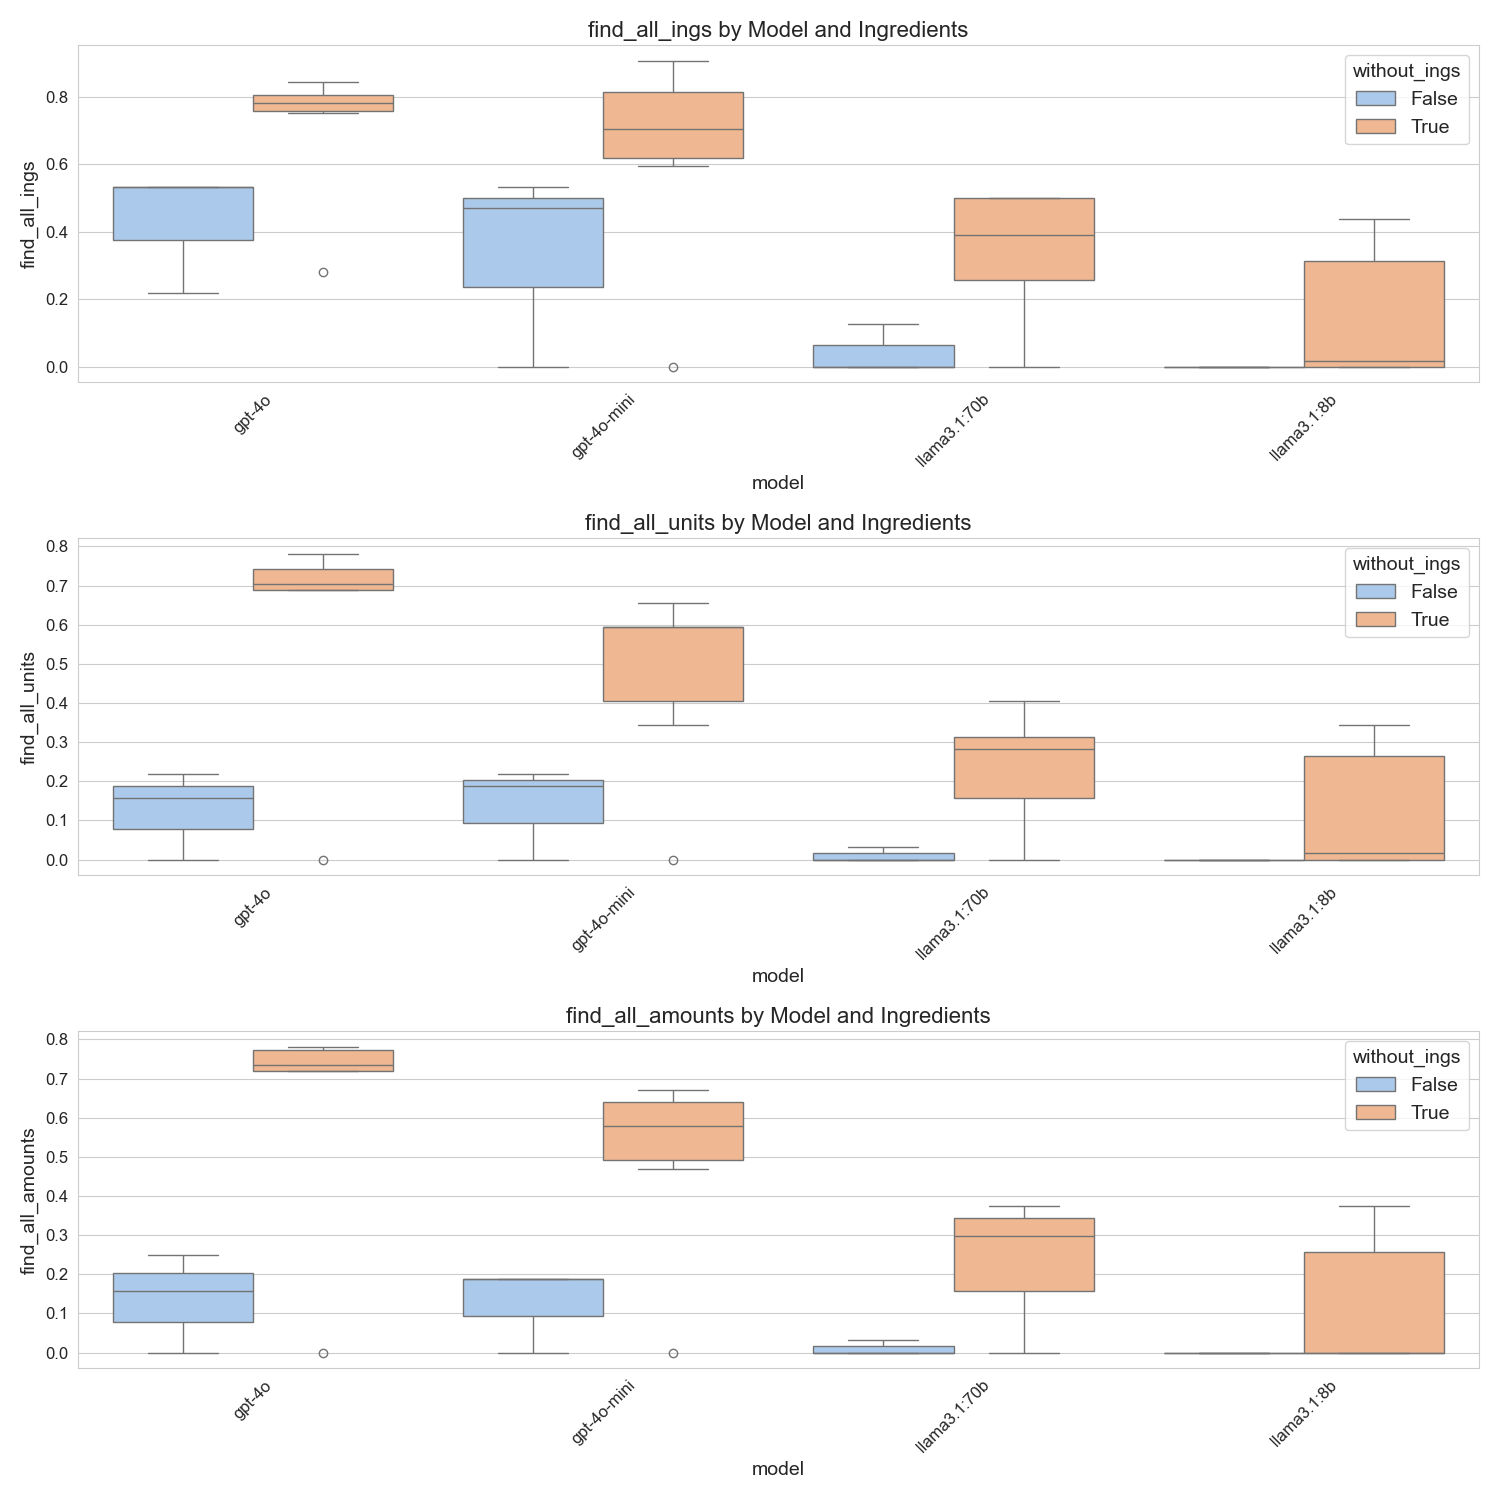 find_all_ings by Model and Ingredients
without_ings
False
True
find_all_ings
0.8
0.6
0.4
0.2
0.0
gpt-4o
gpt-4o-mini
llama3.1:70b
llama3.1:8b
model
find_all_units by Model and Ingredients
without_ings
False
True
find_all_units
0.8
0.7
0.6
0.5
0.4
0.3
0.2
0.1
0.0
gpt-4o
gpt-4o-mini
llama3.1:70b
llama3.1:8b
model
find_all_amounts by Model and Ingredients
without_ings
False
True
find_all_amounts
0.8
0.7
0.6
0.5
0.4
0.3
0.2
0.1
0.0
gpt-4o
gpt-4o-mini
llama3.1:70b
llama3.1:8b
model